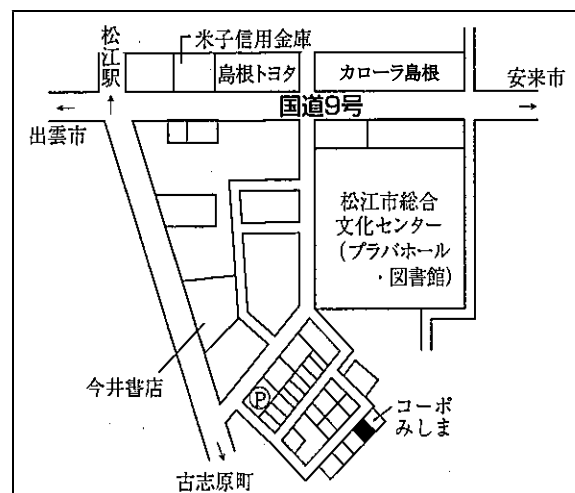 米子信用金庫
松江駅
島根トヨタ
カローラ島根
安来市
国道9号
出雲市
松江市総合
文化センター
(プラバホール
・図書館)
今井書店
P
コーポ
みしま
古志原町